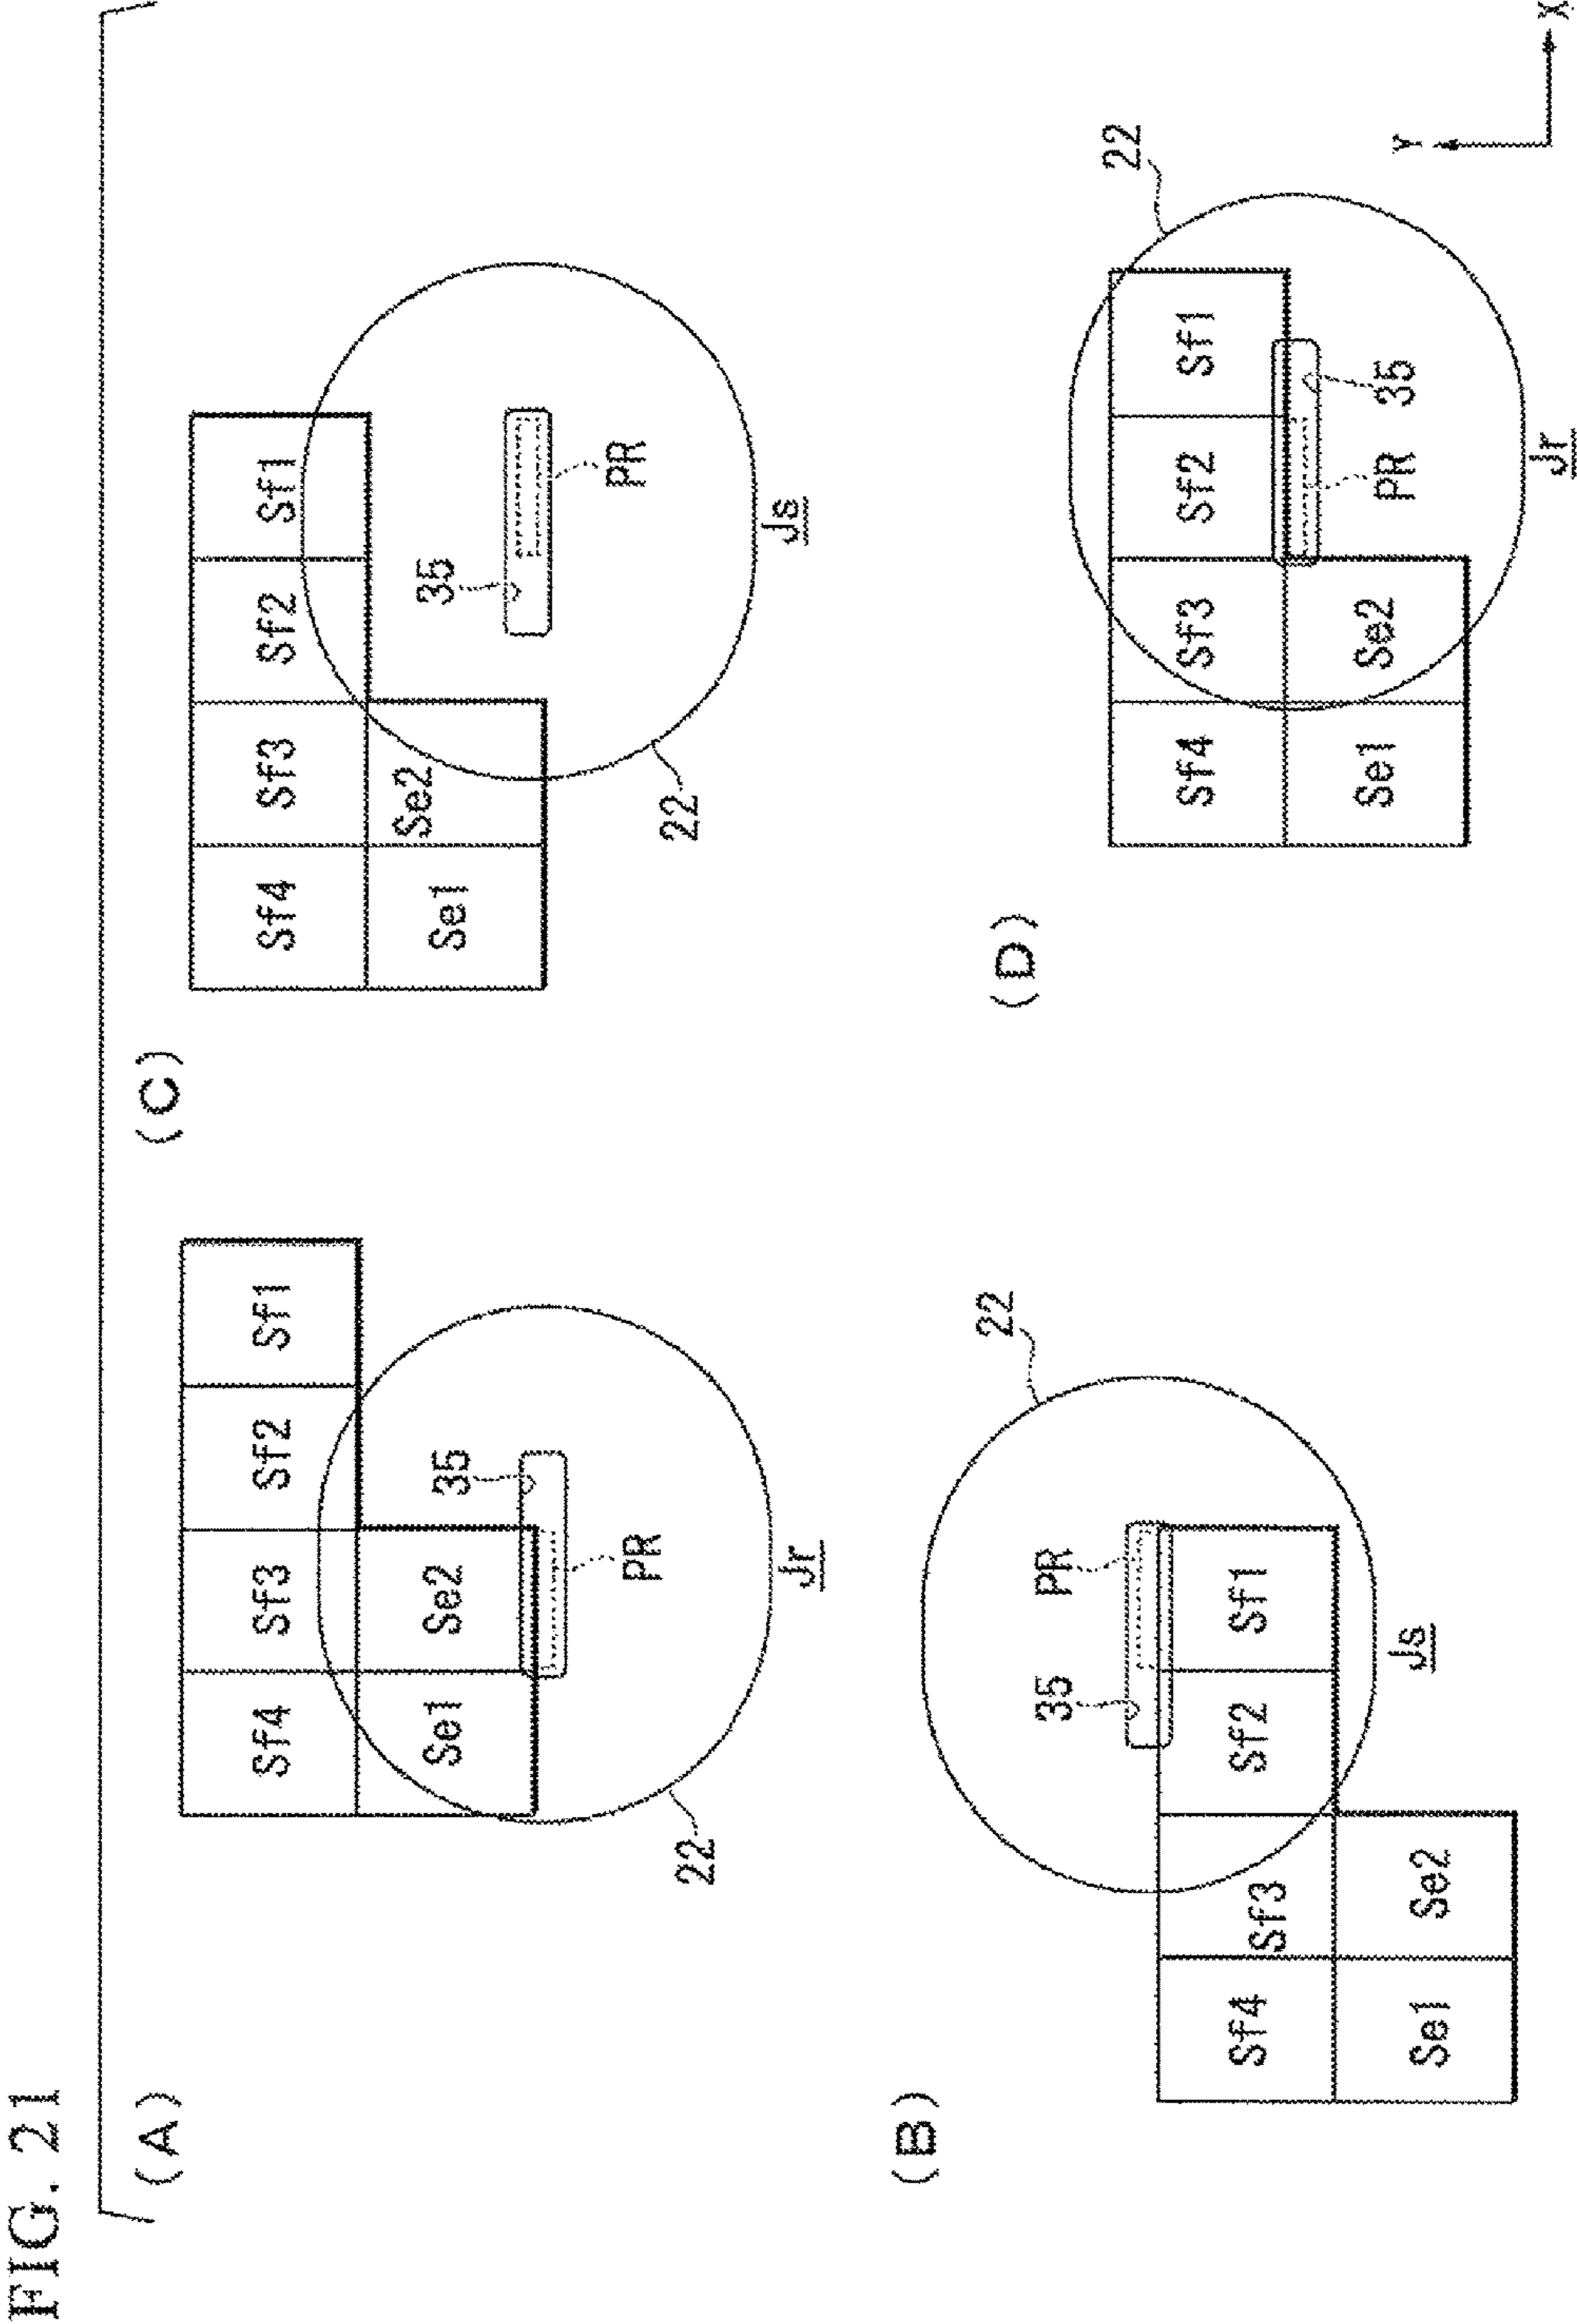 FIG. 21
(A)
Sf4 Sf3 Sf2 Sf1
Se1 Se2 35
PR
22
Jr
(B)
22
35 PR
Sf4 Sf3 Sf2 Sf1
Se1 Se2
Js
(C)
Sf4 Sf3 Sf2 Sf1
Se1 Se2 35
PR
22
Js
(D)
22
Sf4 Sf3 Sf2 Sf1
Se1 Se2 PR 35
Jr
Y
X